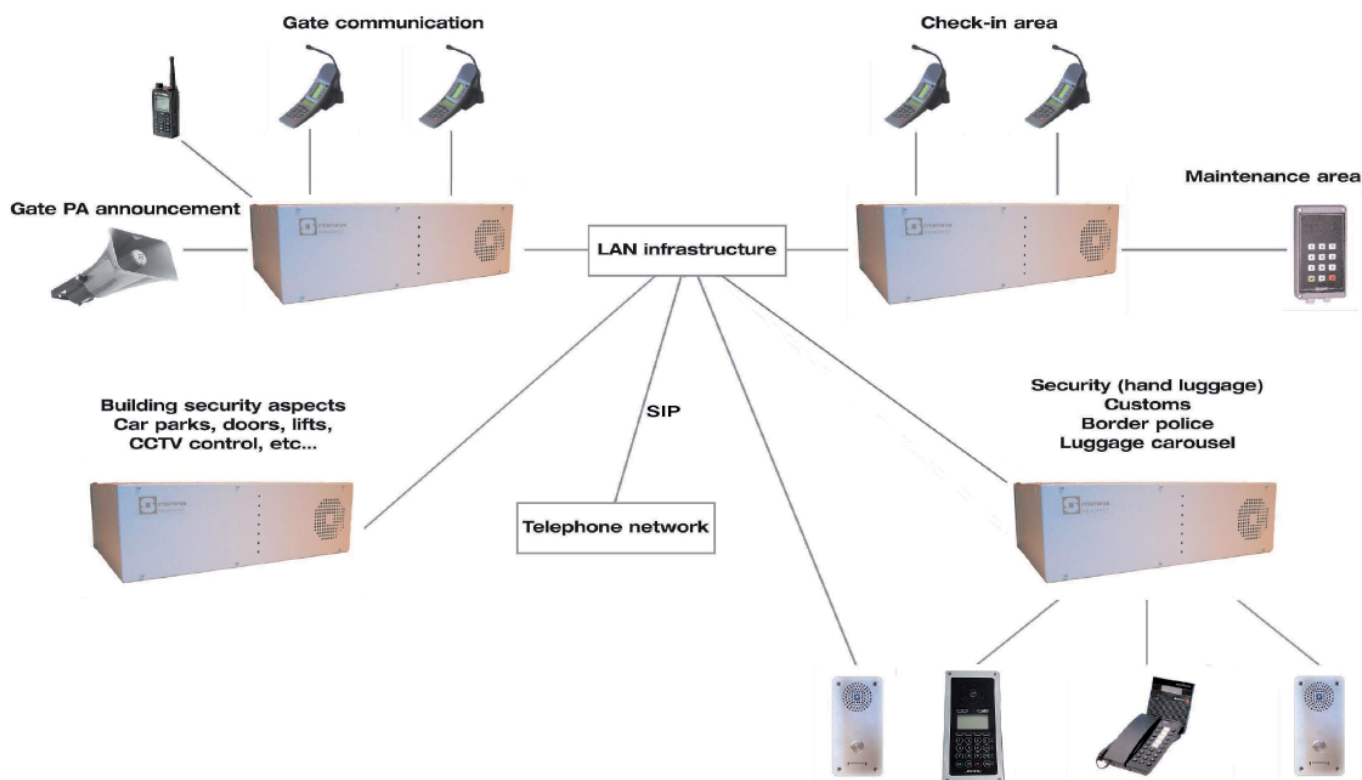 Gate communication
Check-in area
Maintenance area
Gate PA announcement
LAN infrastructure
Building security aspects
Car parks, doors, lifts,
CCTV control, etc...
SIP
Security (hand luggage)
Customs
Border police
Luggage carousel
Telephone network